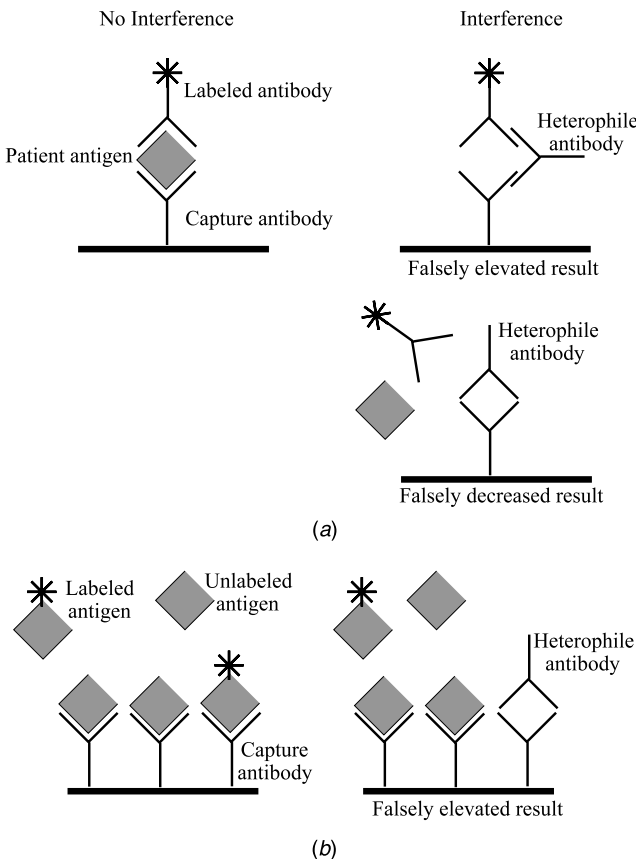 No Interference
Interference
Labeled antibody
Patient antigen
Capture antibody
Heterophile
antibody
Falsely elevated result
Heterophile
antibody
Falsely decreased result
(a)
Labeled
antigen
Unlabeled
antigen
Capture
antibody
Heterophile
antibody
Falsely elevated result
(b)